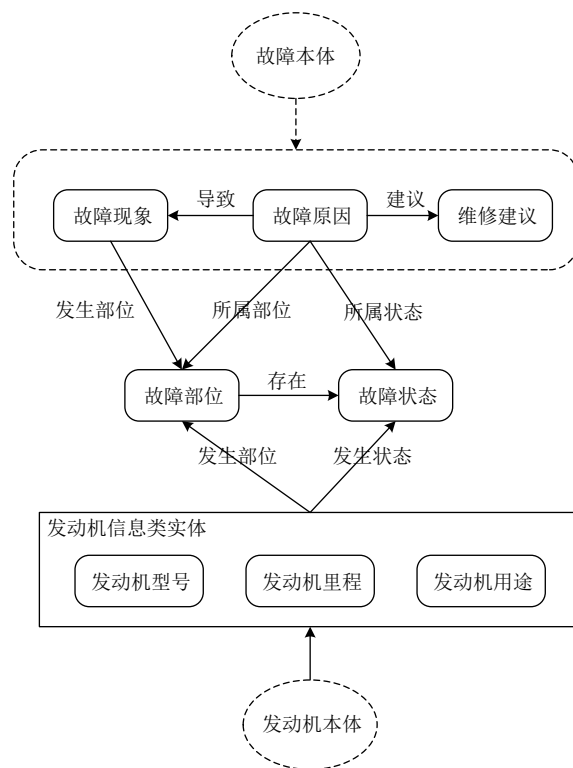 故障本体
导致
建议
故障现象
故障原因
维修建议
发生部位
所属部位
所属状态
存在
故障部位
故障状态
发生部位
发生状态
发动机信息类实体
发动机型号
发动机里程
发动机用途
发动机本体